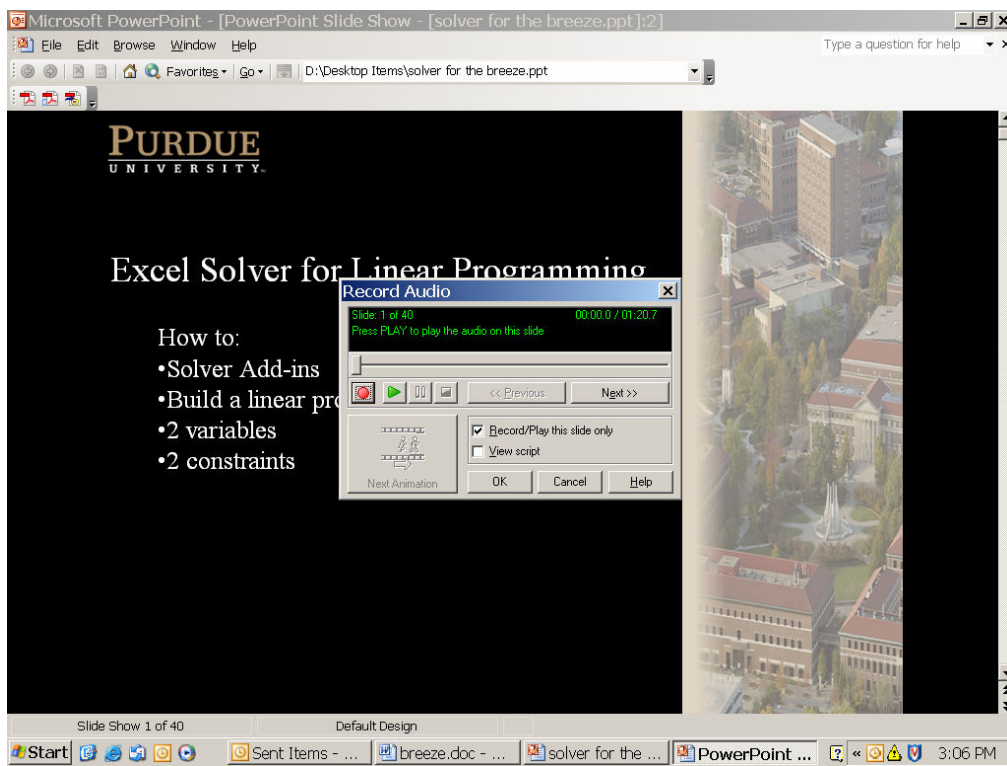 Microsoft PowerPoint - [PowerPoint Slide Show - [solver for the breeze.ppt]:2]
File Edit Browse Window Help Type a question for help
Favorites Go D:\Desktop Items\solver for the breeze.ppt
PURDUE
UNIVERSITY
Excel Solver for Linear Programming
How to:
•Solver Add-ins
•Build a linear pro
•2 variables
•2 constraints
Record Audio
Slide: 1 of 40 00:00.0 / 01:20.7
Press PLAY to play the audio on this slide
<< Previous Next >>
Record/Play this slide only
View script
Next Animation OK Cancel Help
Slide Show 1 of 40 Default Design
Start Sent Items - ... breeze.doc - ... solver for the ... PowerPoint ... « 3:06 PM